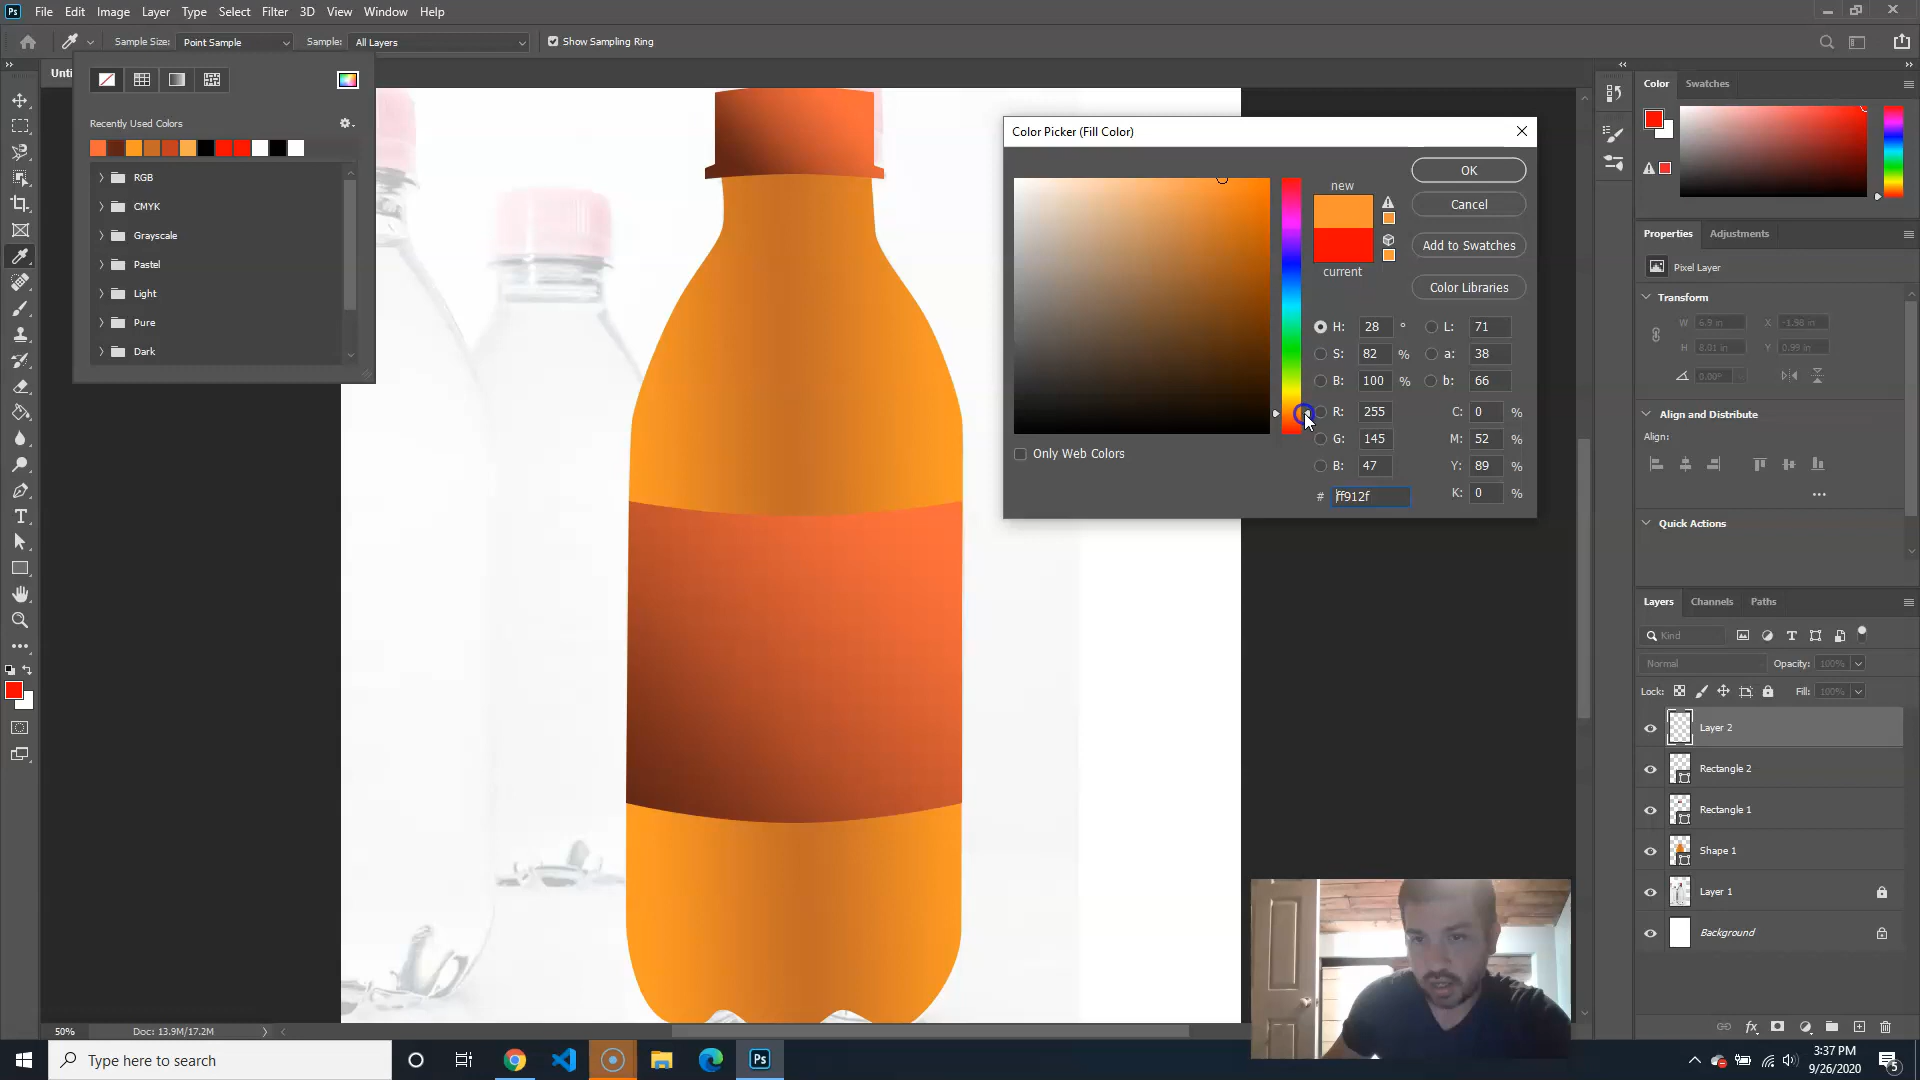 Ps File Edit Image Layer Type Select Filter 3D View Window Help
Sample Size: Point Sample Sample: All Layers Show Sampling Ring
Unti
Recently Used Colors
RGB
CMYK
Grayscale
Pastel
Light
Pure
Dark
Color Picker (Fill Color)
new
current
OK
Cancel
Add to Swatches
Color Libraries
H: 28 ° L: 71
S: 82 % a: 38
B: 100 % b: 66
R: 255 C: 0 %
G: 145 M: 52 %
B: 47 Y: 89 %
# ff912f K: 0 %
Only Web Colors
Color Swatches
Properties Adjustments
Pixel Layer
Transform
W 6.9 in X -1.98 in
H 8.01 in Y 0.99 in
0.00°
Align and Distribute
Align:
Quick Actions
Layers Channels Paths
Kind
Normal Opacity: 100%
Lock: Fill: 100%
Layer 2
Rectangle 2
Rectangle 1
Shape 1
Layer 1
Background
fx
50% Doc: 13.9M/17.2M
Type here to search
Ps
3:37 PM
9/26/2020
5